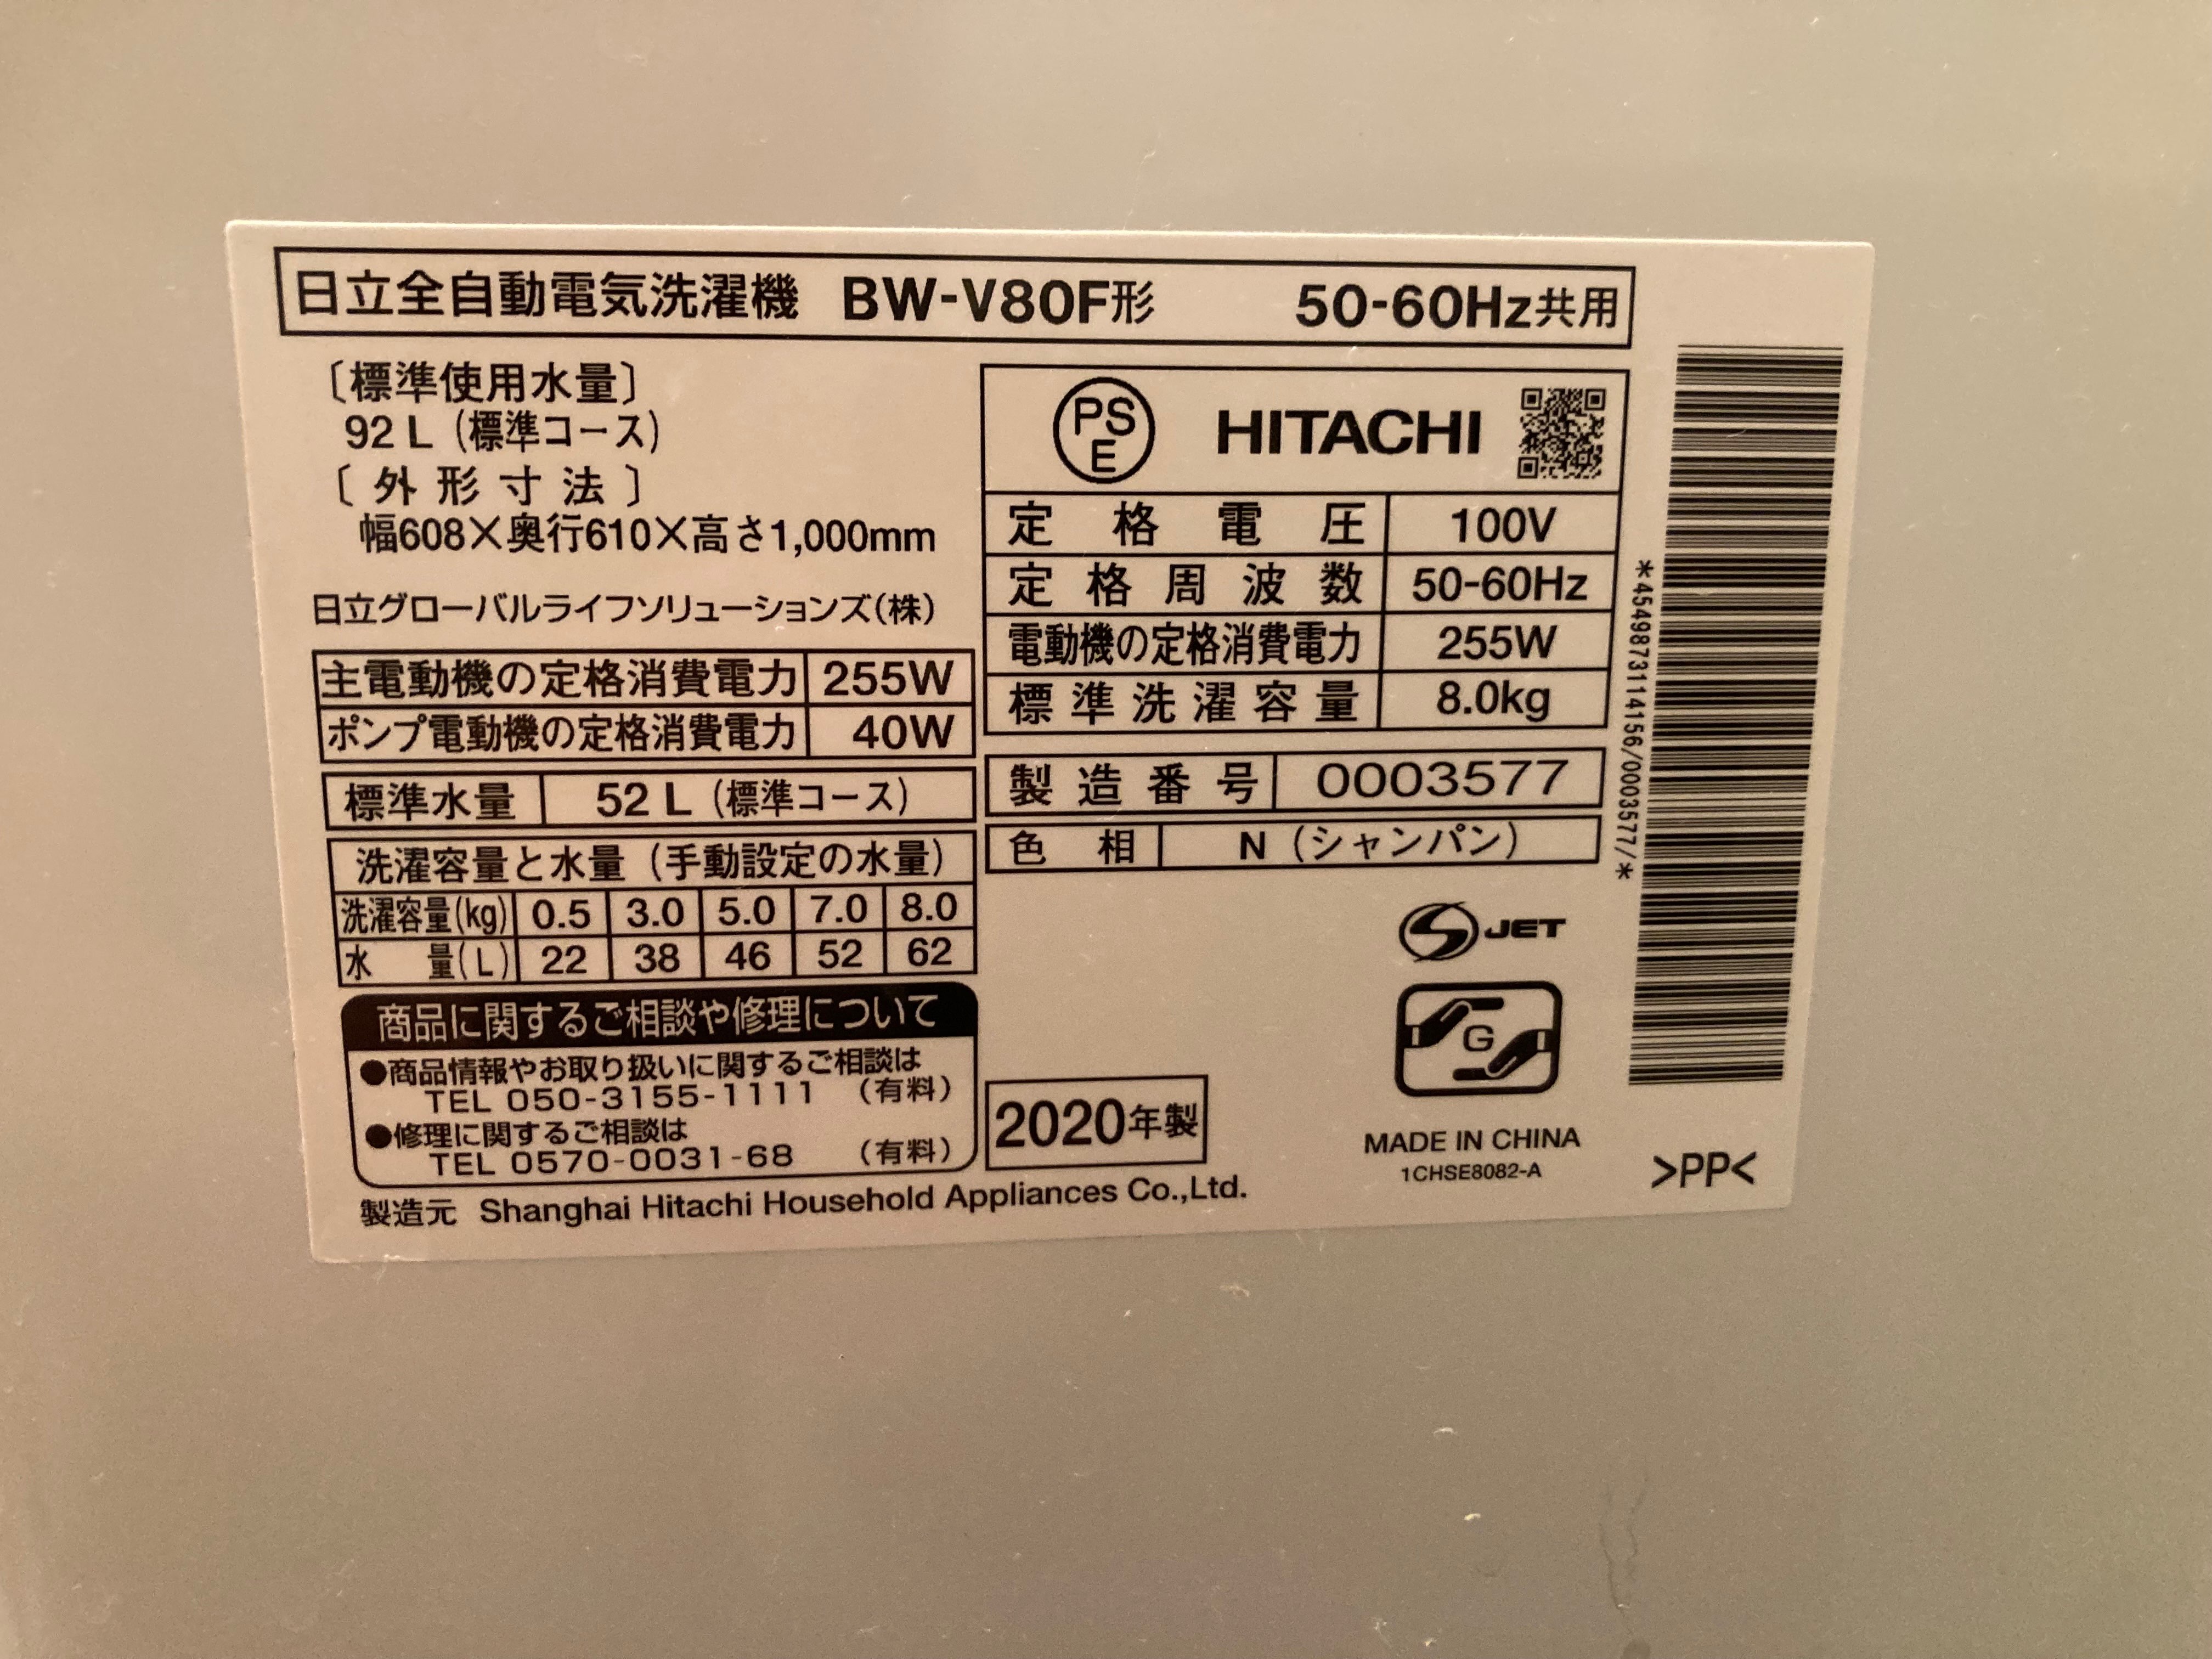 日立全自動電気洗濯機 BW-V80F形 50-60Hz共用
〔標準使用水量〕
92 L（標準コース）
〔外形寸法〕
幅608×奥行610×高さ1,000mm
日立グローバルライフソリューションズ（株）
主電動機の定格消費電力 255W
ポンプ電動機の定格消費電力 40W
標準水量 52 L（標準コース）
洗濯容量と水量（手動設定の水量）
洗濯容量(kg) 0.5 3.0 5.0 7.0 8.0
水量(L) 22 38 46 52 62
商品に関するご相談や修理について
●商品情報やお取り扱いに関するご相談は
TEL 050-3155-1111 （有料）
●修理に関するご相談は
TEL 0570-0031-68 （有料）
製造元 Shanghai Hitachi Household Appliances Co.,Ltd.
PSE HITACHI
定格電圧 100V
定格周波数 50-60Hz
電動機の定格消費電力 255W
標準洗濯容量 8.0kg
製造番号 0003577
色相 N（シャンパン）
S JET
G
2020年製
MADE IN CHINA
1CHSE8082-A
>PP<
*4549873114156/0003577/*